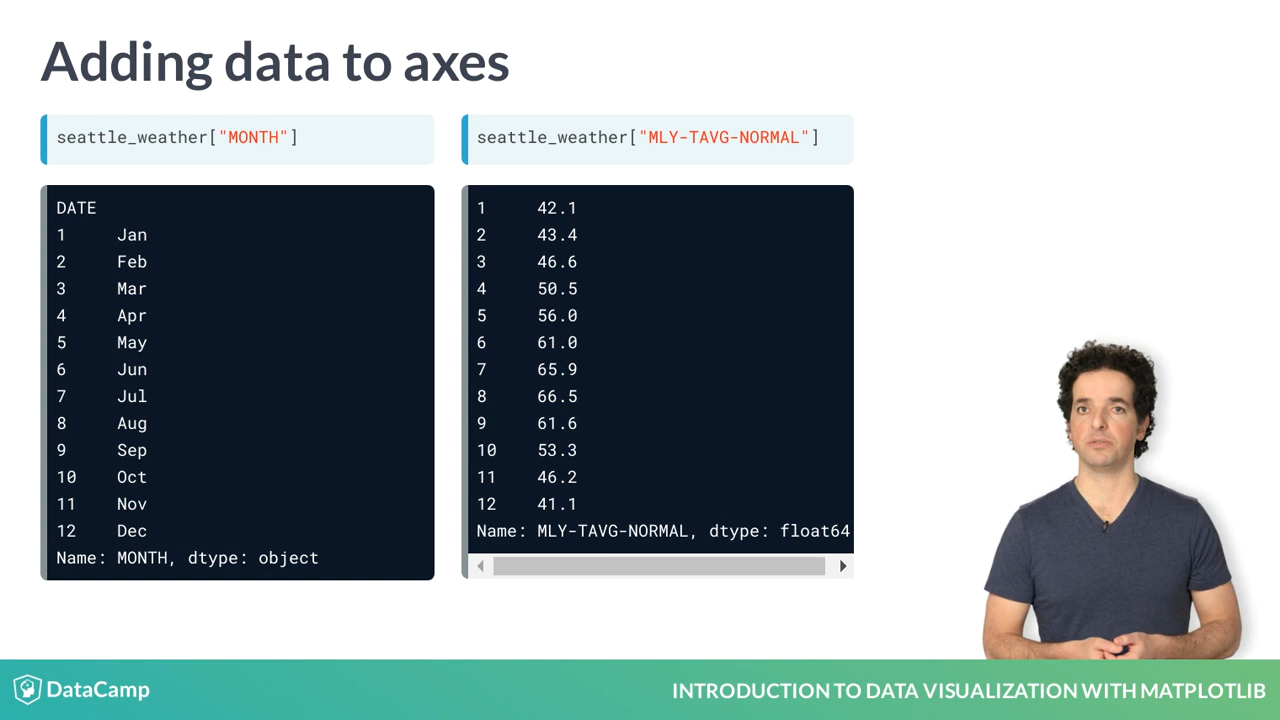 Adding data to axes
seattle_weather["MONTH"]
DATE
1 Jan
2 Feb
3 Mar
4 Apr
5 May
6 Jun
7 Jul
8 Aug
9 Sep
10 Oct
11 Nov
12 Dec
Name: MONTH, dtype: object
seattle_weather["MLY-TAVG-NORMAL"]
1 42.1
2 43.4
3 46.6
4 50.5
5 56.0
6 61.0
7 65.9
8 66.5
9 61.6
10 53.3
11 46.2
12 41.1
Name: MLY-TAVG-NORMAL, dtype: float64
DataCamp
INTRODUCTION TO DATA VISUALIZATION WITH MATPLOTLIB